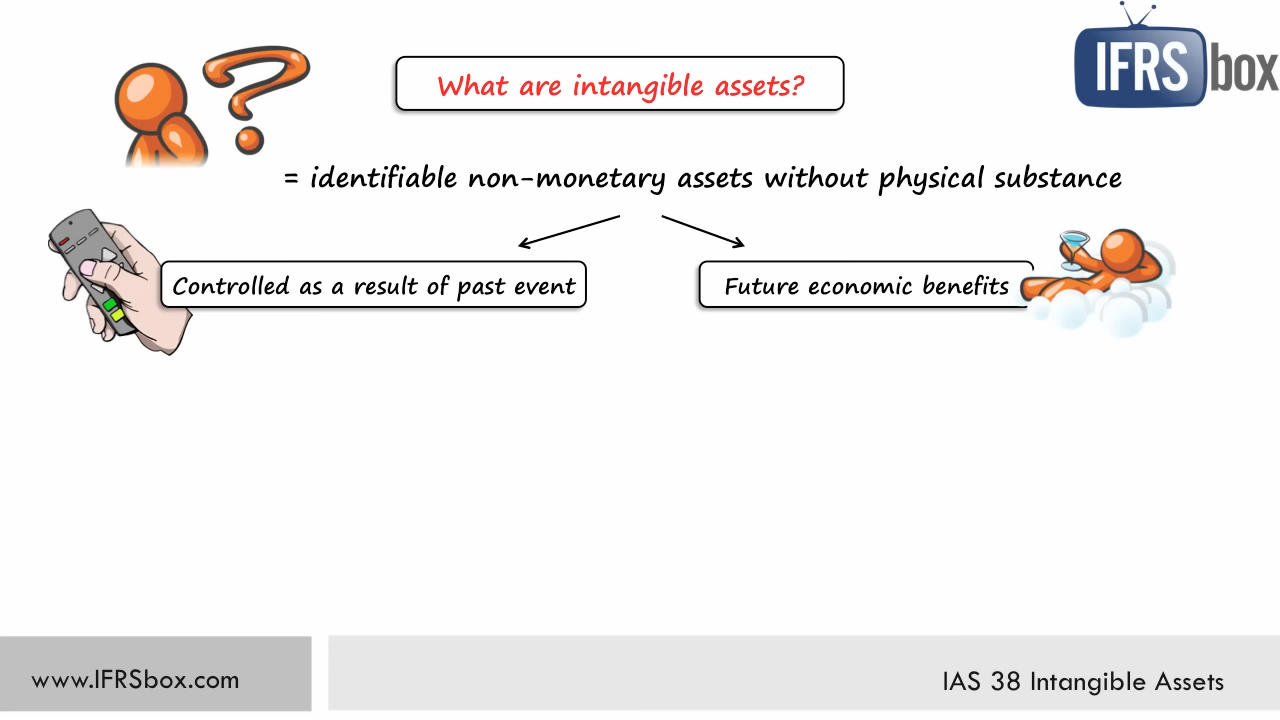 IFRS box
What are intangible assets?
= identifiable non-monetary assets without physical substance
Controlled as a result of past event
Future economic benefits
www.IFRSbox.com
IAS 38 Intangible Assets